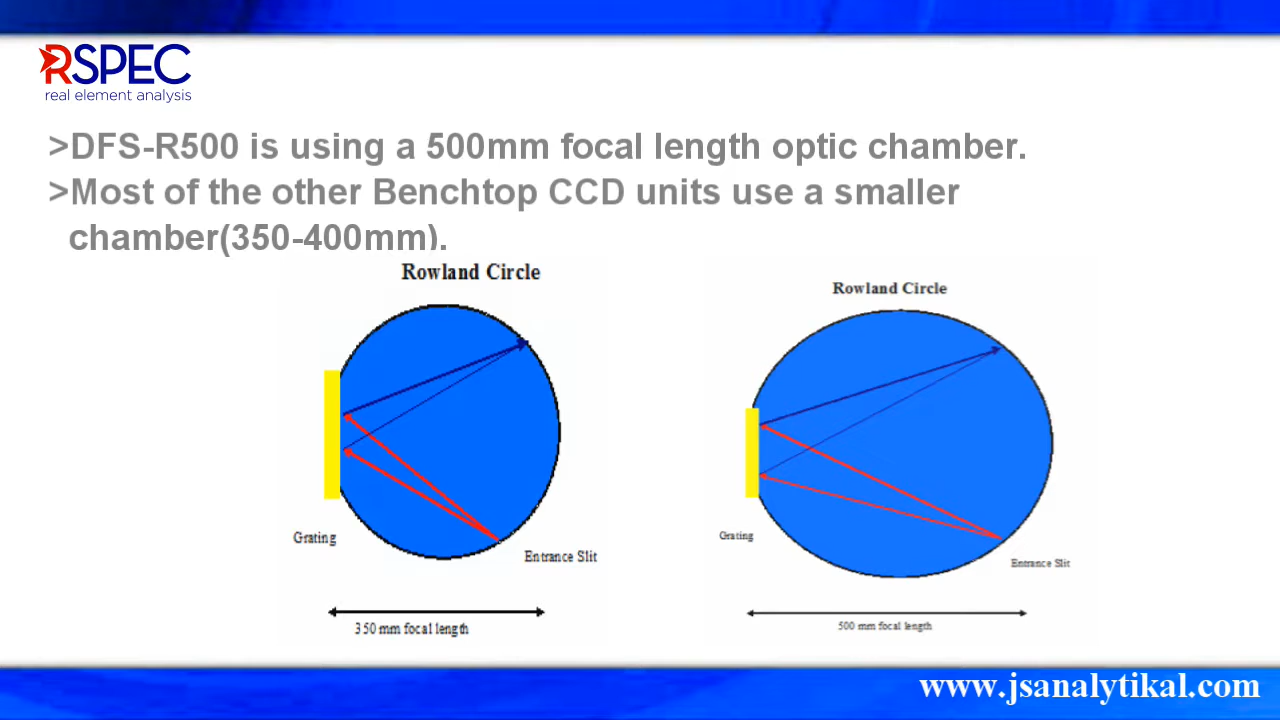 RSPEC
real element analysis
>DFS-R500 is using a 500mm focal length optic chamber.
>Most of the other Benchtop CCD units use a smaller
chamber(350-400mm).
Rowland Circle
Rowland Circle
Grating
Entrance Slit
350 mm focal length
Grating
Entrance Slit
500 mm focal length
www.jsanalytikal.com